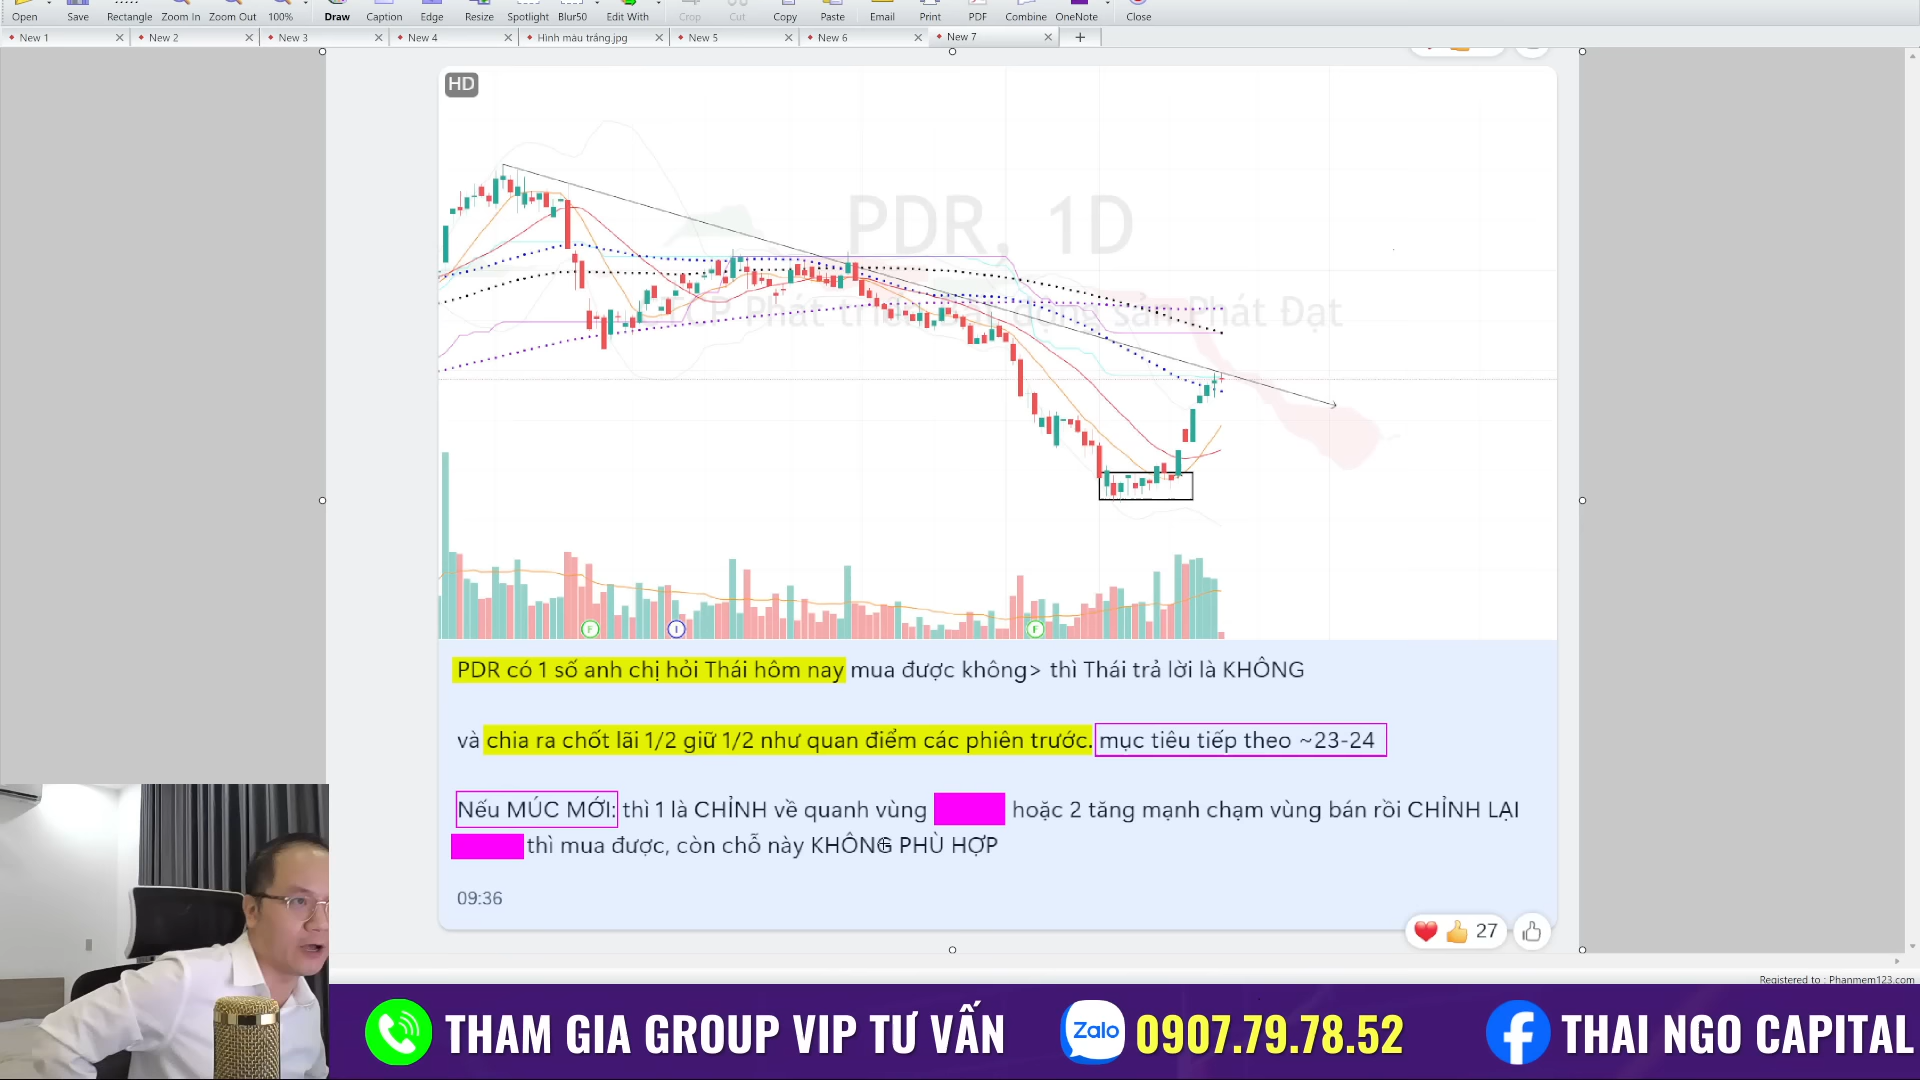 Open Save Rectangle Zoom In Zoom Out 100% Draw Caption Edge Resize Spotlight Blur50 Edit With Crop Cut Copy Paste Email Print PDF Combine OneNote Close
New 1 New 2 New 3 New 4 Hình màu trắng.jpg New 5 New 6 New 7
HD
PDR, 1D
F I F
PDR có 1 số anh chị hỏi Thái hôm nay mua được không> thì Thái trả lời là KHÔNG
và chia ra chốt lãi 1/2 giữ 1/2 như quan điểm các phiên trước. mục tiêu tiếp theo ~23-24
Nếu MÚC MỚI: thì 1 là CHỈNH về quanh vùng hoặc 2 tăng mạnh chạm vùng bán rồi CHỈNH LẠI
thì mua được, còn chỗ này KHÔNG PHÙ HỢP
09:36
27
Registered to : Phanmem123.com
THAM GIA GROUP VIP TƯ VẤN Zalo 0907.79.78.52 THAI NGO CAPITAL